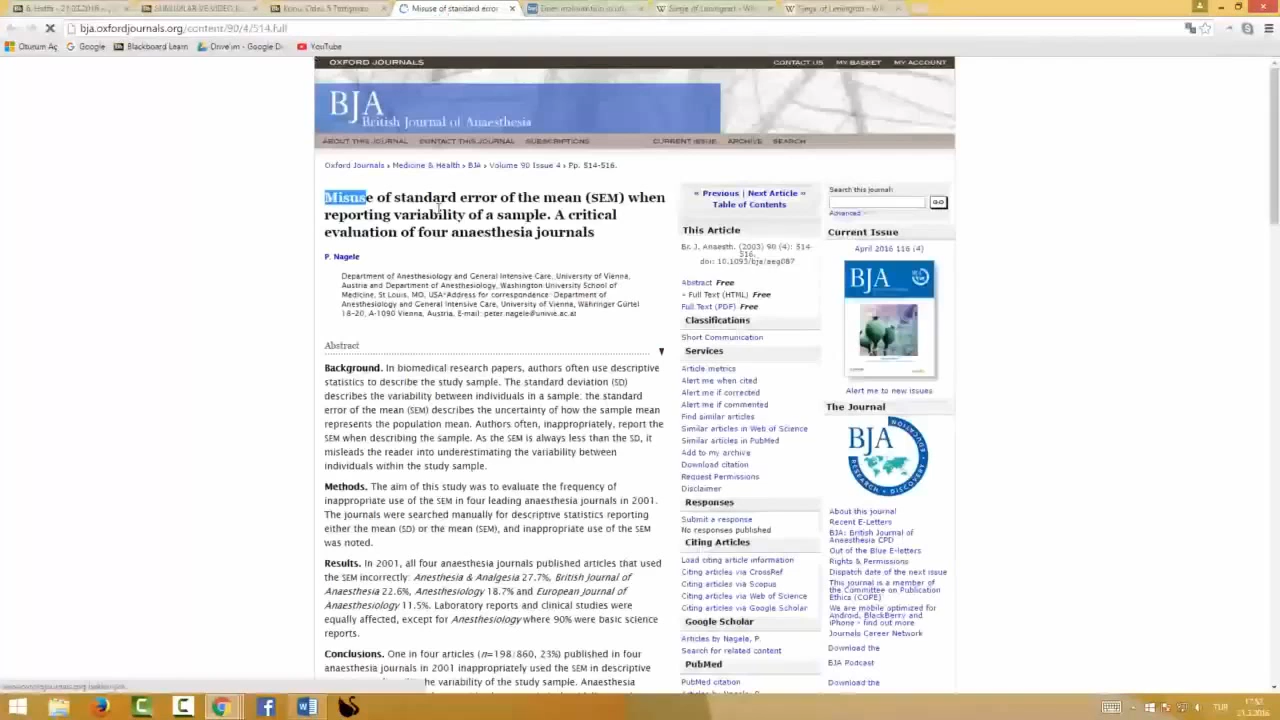 Misuse of standard error
bja.oxfordjournals.org/content/90/4/514.full
Google
Blackboard Learn
Google Dr
YouTube
OXFORD JOURNALS
CONTACT US MY BASKET MY ACCOUNT
BJA
British Journal of Anaesthesia
ABOUT THIS JOURNAL CONTACT THIS JOURNAL SUBSCRIPTIONS CURRENT ISSUE ARCHIVE SEARCH
Oxford Journals › Medicine & Health › BJA › Volume 90 Issue 4 › Pp. 514-516.
Misuse of standard error of the mean (SEM) when
reporting variability of a sample. A critical
evaluation of four anaesthesia journals
P. Nagele
Department of Anesthesiology and General Intensive Care, University of Vienna,
Austria and Department of Anesthesiology, Washington University School of
Medicine, St Louis, MO, USA*Address for correspondence: Department of
Anesthesiology and General Intensive Care, University of Vienna, Währinger Gürtel
18–20, A-1090 Vienna, Austria. E-mail: peter.nagele@univie.ac.at
Abstract
Background. In biomedical research papers, authors often use descriptive
statistics to describe the study sample. The standard deviation (SD)
describes the variability between individuals in a sample; the standard
error of the mean (SEM) describes the uncertainty of how the sample mean
represents the population mean. Authors often, inappropriately, report the
SEM when describing the sample. As the SEM is always less than the SD, it
misleads the reader into underestimating the variability between
individuals within the study sample.
Methods. The aim of this study was to evaluate the frequency of
inappropriate use of the SEM in four leading anaesthesia journals in 2001.
The journals were searched manually for descriptive statistics reporting
either the mean (SD) or the mean (SEM), and inappropriate use of the SEM
was noted.
Results. In 2001, all four anaesthesia journals published articles that used
the SEM incorrectly: Anesthesia & Analgesia 27.7%, British Journal of
Anaesthesia 22.6%, Anesthesiology 18.7% and European Journal of
Anaesthesiology 11.5%. Laboratory reports and clinical studies were
equally affected, except for Anesthesiology where 90% were basic science
reports.
Conclusions. One in four articles (n=198/860, 23%) published in four
anaesthesia journals in 2001 inappropriately used the SEM in descriptive
the variability of the study sample. Anaesthesia
« Previous | Next Article »
Table of Contents
This Article
Br. J. Anaesth. (2003) 90 (4): 514-
516.
doi: 10.1093/bja/aeg087
Abstract Free
» Full Text (HTML) Free
Full Text (PDF) Free
Classifications
Short Communication
Services
Article metrics
Alert me when cited
Alert me if corrected
Alert me if commented
Find similar articles
Similar articles in Web of Science
Similar articles in PubMed
Add to my archive
Download citation
Request Permissions
Disclaimer
Responses
Submit a response
No responses published
Citing Articles
Load citing article information
Citing articles via CrossRef
Citing articles via Scopus
Citing articles via Web of Science
Citing articles via Google Scholar
Google Scholar
Articles by Nagele, P.
Search for related content
PubMed
PubMed citation
Articles by Nagele, P.
Search this journal:
GO
Advanced »
Current Issue
April 2016 116 (4)
BJA
Alert me to new issues
The Journal
BJA
EDUCATION
RESEARCH • DISCOVERY
About this journal
Recent E-Letters
BJA: British Journal of
Anaesthesia CPD
Out of the Blue E-letters
Rights & Permissions
Dispatch date of the next issue
This journal is a member of
the Committee on Publication
Ethics (COPE)
We are mobile optimized for
Android, BlackBerry and
iPhone - find out more
Journals Career Network
Download the
BJA Podcast
Download the